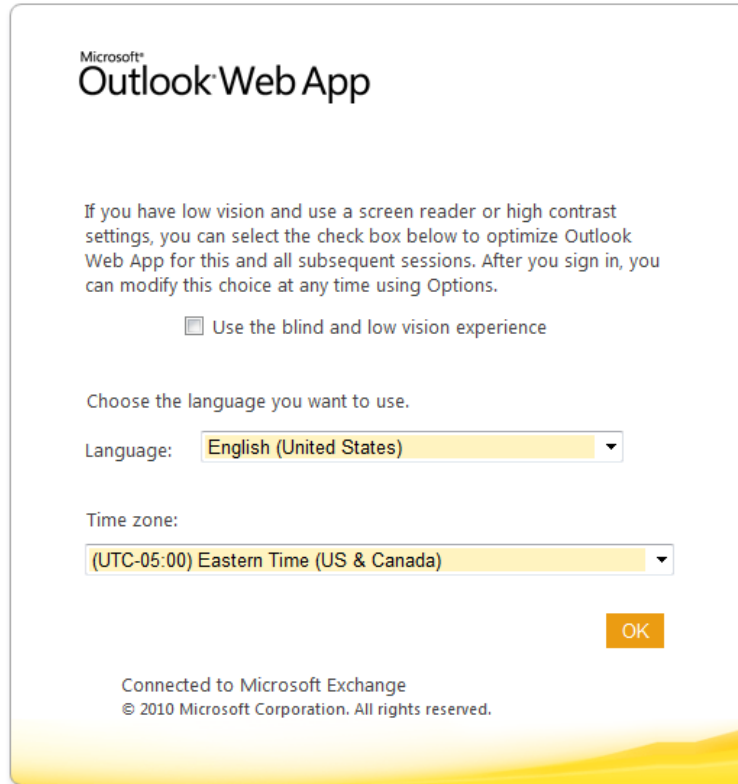 Microsoft®
Outlook® Web App
If you have low vision and use a screen reader or high contrast
settings, you can select the check box below to optimize Outlook
Web App for this and all subsequent sessions. After you sign in, you
can modify this choice at any time using Options.
Use the blind and low vision experience
Choose the language you want to use.
Language: English (United States)
Time zone:
(UTC-05:00) Eastern Time (US & Canada)
OK
Connected to Microsoft Exchange
© 2010 Microsoft Corporation. All rights reserved.